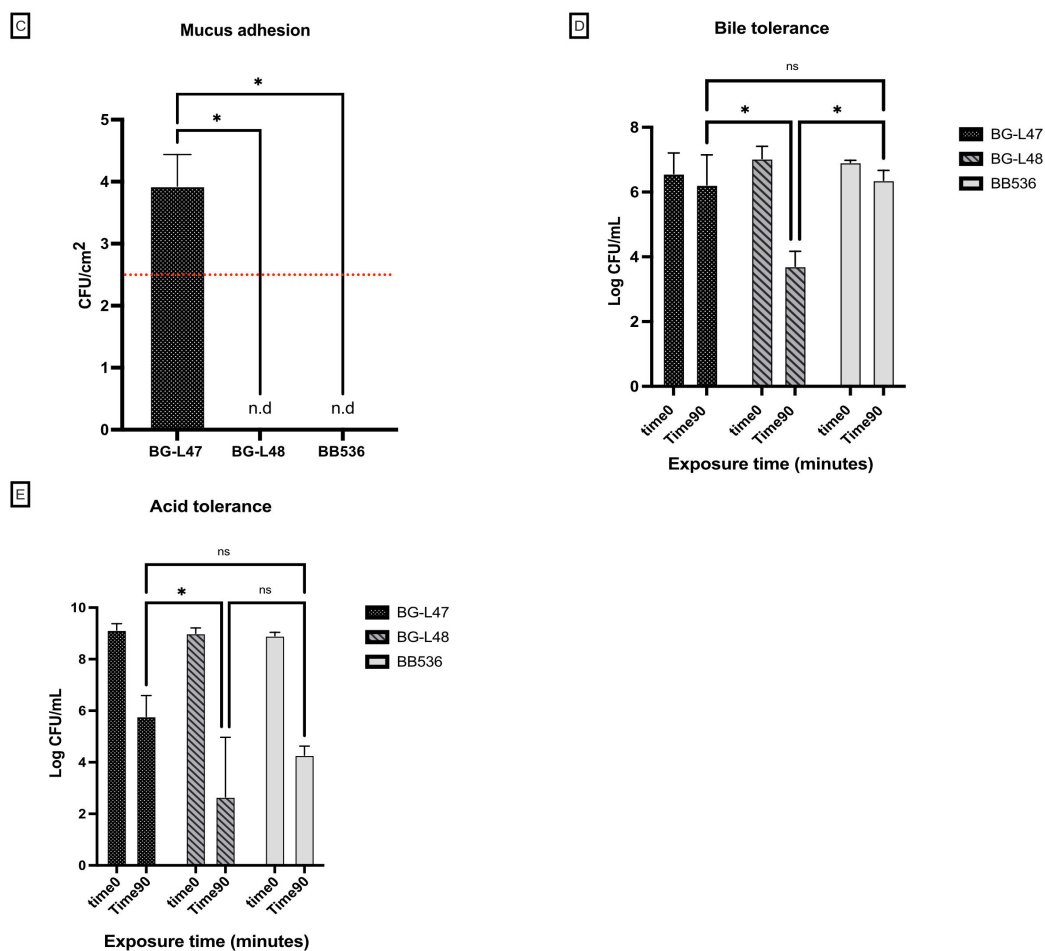 C
Mucus adhesion
*
*
5
4
3
2
1
0
CFU/cm2
n.d
n.d
BG-L47
BG-L48
BB536
D
Bile tolerance
ns
*
*
8
6
4
2
0
Log CFU/mL
time0
Time90
time0
Time90
time0
Time90
Exposure time (minutes)
BG-L47
BG-L48
BB536
E
Acid tolerance
ns
*
ns
10
8
6
4
2
0
Log CFU/mL
time0
Time90
time0
Time90
time0
Time90
Exposure time (minutes)
BG-L47
BG-L48
BB536